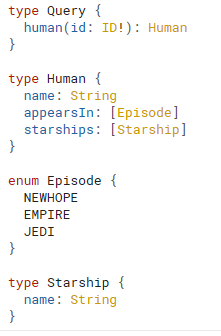 type Query {
  human(id: ID!): Human
}

type Human {
  name: String
  appearsIn: [Episode]
  starships: [Starship]
}

enum Episode {
  NEWHOPE
  EMPIRE
  JEDI
}

type Starship {
  name: String
}